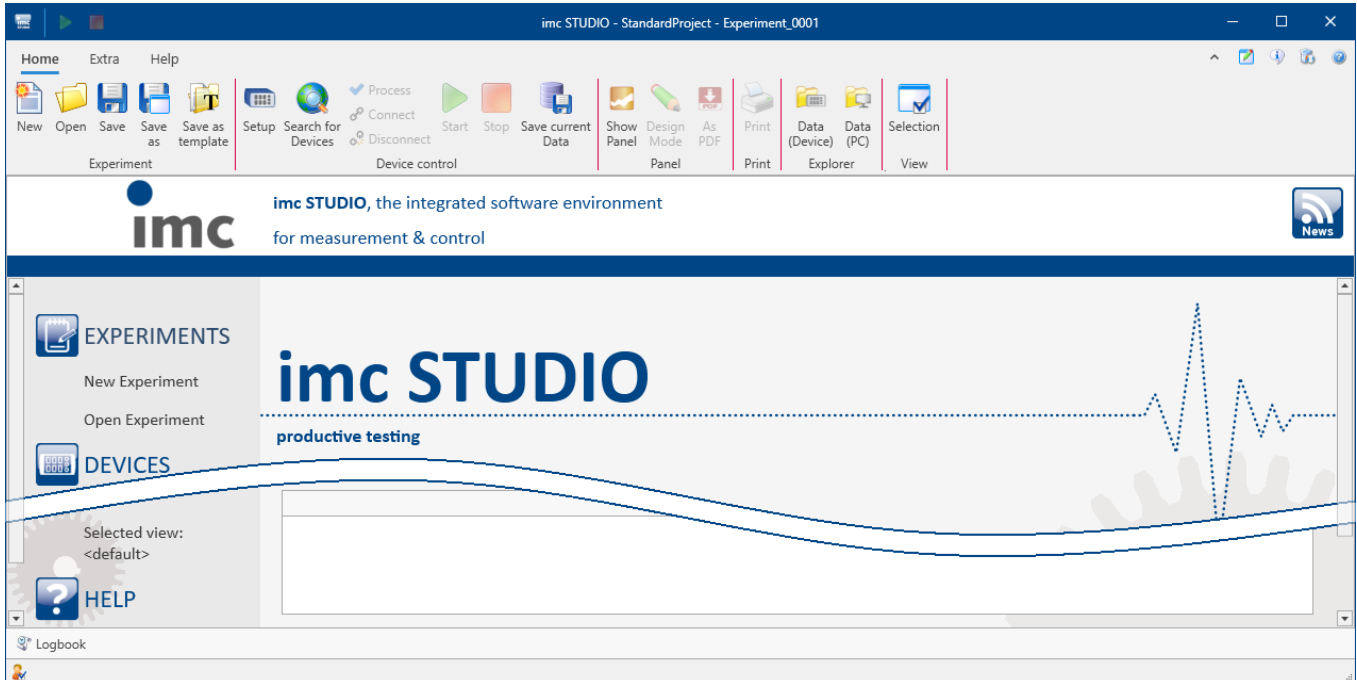 imc STUDIO - StandardProject - Experiment_0001
Home Extra Help
New Open Save Save as Save as template Setup Search for Devices Process Connect Disconnect Start Stop Save current Data Show Panel Design Mode As PDF Print Data (Device) Data (PC) Selection
Experiment Device control Panel Print Explorer View
imc
imc STUDIO, the integrated software environment
for measurement & control
News
EXPERIMENTS
New Experiment
Open Experiment
DEVICES
Selected view:
<default>
HELP
imc STUDIO
productive testing
Logbook